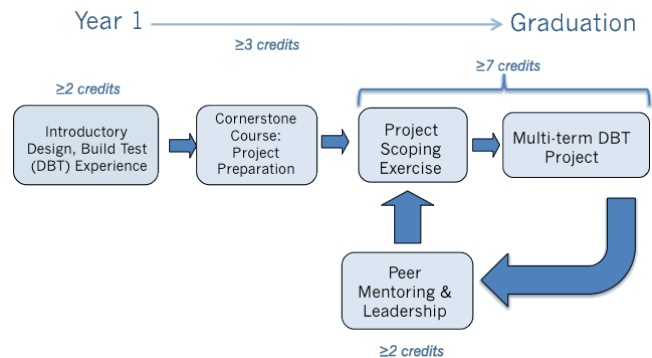 Year 1
Graduation
≥3 credits
≥2 credits
≥7 credits
Introductory
Design, Build Test
(DBT) Experience
Cornerstone
Course:
Project
Preparation
Project
Scoping
Exercise
Multi-term DBT
Project
Peer
Mentoring &
Leadership
≥2 credits